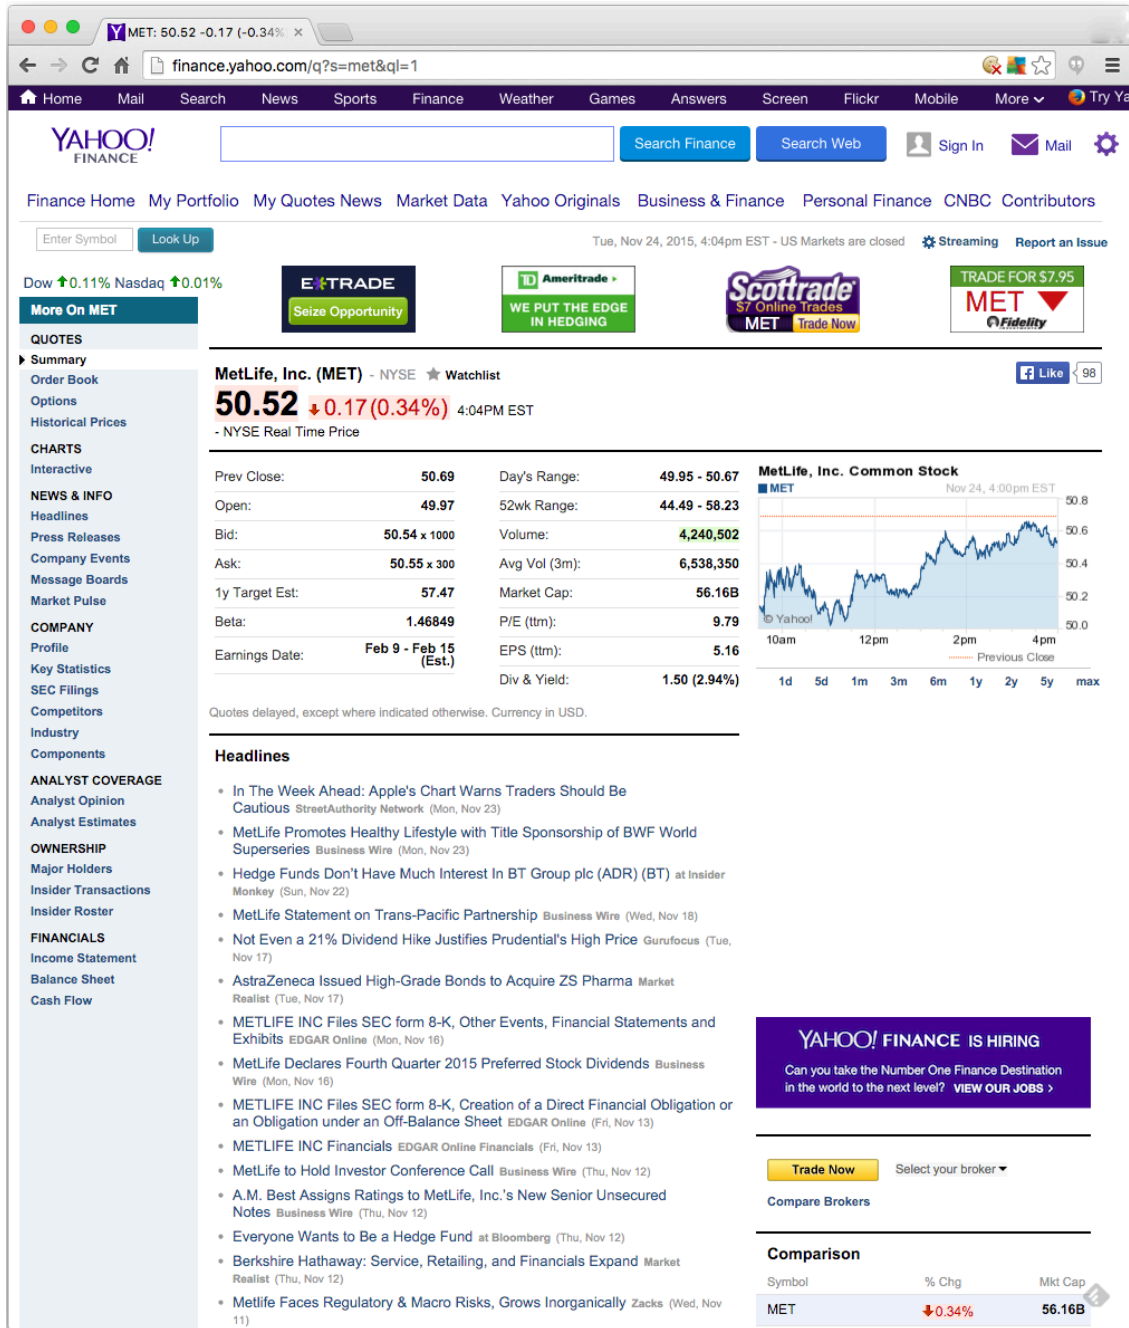 MET: 50.52 -0.17 (-0.34%
finance.yahoo.com/q?s=met&ql=1
Home Mail Search News Sports Finance Weather Games Answers Screen Flickr Mobile More Try Ya
YAHOO!
FINANCE
Search Finance Search Web Sign In Mail
Finance Home My Portfolio My Quotes News Market Data Yahoo Originals Business & Finance Personal Finance CNBC Contributors
Enter Symbol Look Up Tue, Nov 24, 2015, 4:04pm EST - US Markets are closed Streaming Report an Issue
Dow 0.11% Nasdaq 0.01%
E*TRADE
Seize Opportunity
TD Ameritrade
WE PUT THE EDGE
IN HEDGING
Scottrade
$7 Online Trades
MET Trade Now
TRADE FOR $7.95
MET
Fidelity
INVESTMENTS
More On MET
QUOTES
Summary
Order Book
Options
Historical Prices
CHARTS
Interactive
NEWS & INFO
Headlines
Press Releases
Company Events
Message Boards
Market Pulse
COMPANY
Profile
Key Statistics
SEC Filings
Competitors
Industry
Components
ANALYST COVERAGE
Analyst Opinion
Analyst Estimates
OWNERSHIP
Major Holders
Insider Transactions
Insider Roster
FINANCIALS
Income Statement
Balance Sheet
Cash Flow
MetLife, Inc. (MET) - NYSE Watchlist
Like 98
50.52 0.17(0.34%) 4:04PM EST
- NYSE Real Time Price
Prev Close: 50.69
Open: 49.97
Bid: 50.54 x 1000
Ask: 50.55 x 300
1y Target Est: 57.47
Beta: 1.46849
Earnings Date: Feb 9 - Feb 15
(Est.)
Day's Range: 49.95 - 50.67
52wk Range: 44.49 - 58.23
Volume: 4,240,502
Avg Vol (3m): 6,538,350
Market Cap: 56.16B
P/E (ttm): 9.79
EPS (ttm): 5.16
Div & Yield: 1.50 (2.94%)
MetLife, Inc. Common Stock
MET Nov 24, 4:00pm EST
50.8
50.6
50.4
50.2
50.0
© Yahoo!
10am 12pm 2pm 4pm
Previous Close
1d 5d 1m 3m 6m 1y 2y 5y max
Quotes delayed, except where indicated otherwise. Currency in USD.
Headlines
In The Week Ahead: Apple's Chart Warns Traders Should Be
Cautious StreetAuthority Network (Mon, Nov 23)
MetLife Promotes Healthy Lifestyle with Title Sponsorship of BWF World
Superseries Business Wire (Mon, Nov 23)
Hedge Funds Don't Have Much Interest In BT Group plc (ADR) (BT) at Insider
Monkey (Sun, Nov 22)
MetLife Statement on Trans-Pacific Partnership Business Wire (Wed, Nov 18)
Not Even a 21% Dividend Hike Justifies Prudential's High Price Gurufocus (Tue,
Nov 17)
AstraZeneca Issued High-Grade Bonds to Acquire ZS Pharma Market
Realist (Tue, Nov 17)
METLIFE INC Files SEC form 8-K, Other Events, Financial Statements and
Exhibits EDGAR Online (Mon, Nov 16)
MetLife Declares Fourth Quarter 2015 Preferred Stock Dividends Business
Wire (Mon, Nov 16)
METLIFE INC Files SEC form 8-K, Creation of a Direct Financial Obligation or
an Obligation under an Off-Balance Sheet EDGAR Online (Fri, Nov 13)
METLIFE INC Financials EDGAR Online Financials (Fri, Nov 13)
MetLife to Hold Investor Conference Call Business Wire (Thu, Nov 12)
A.M. Best Assigns Ratings to MetLife, Inc.'s New Senior Unsecured
Notes Business Wire (Thu, Nov 12)
Everyone Wants to Be a Hedge Fund at Bloomberg (Thu, Nov 12)
Berkshire Hathaway: Service, Retailing, and Financials Expand Market
Realist (Thu, Nov 12)
Metlife Faces Regulatory & Macro Risks, Grows Inorganically Zacks (Wed, Nov
11)
YAHOO! FINANCE IS HIRING
Can you take the Number One Finance Destination
in the world to the next level? VIEW OUR JOBS >
Trade Now Select your broker
Compare Brokers
Comparison
Symbol % Chg Mkt Cap
MET 0.34% 56.16B